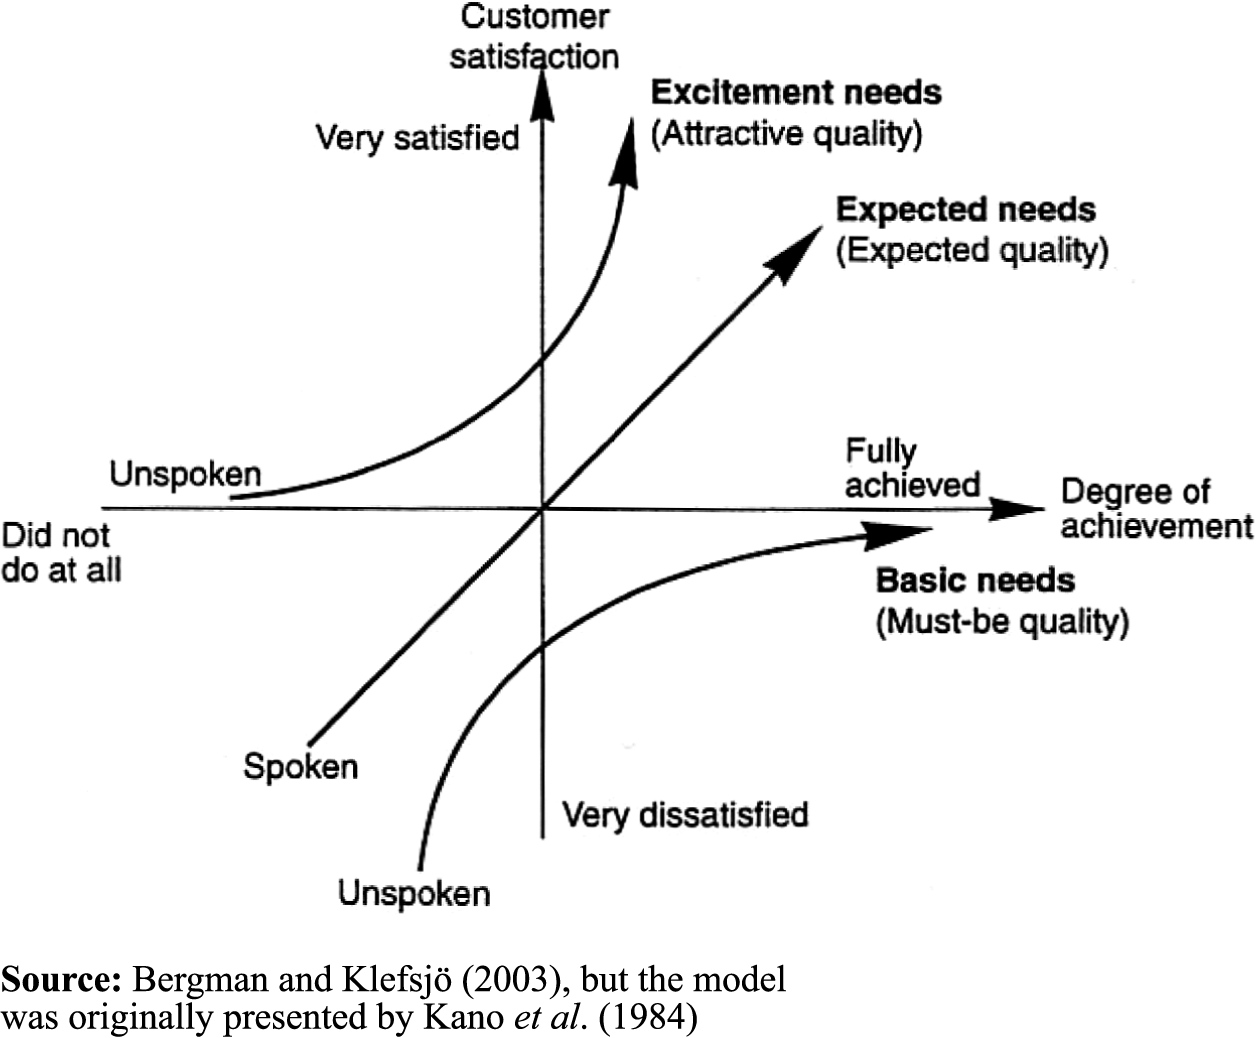 Customer
satisfaction
Very satisfied
Excitement needs
(Attractive quality)
Expected needs
(Expected quality)
Unspoken
Fully
achieved
Degree of
achievement
Did not
do at all
Basic needs
(Must-be quality)
Spoken
Very dissatisfied
Unspoken
Source: Bergman and Klefsjö (2003), but the model
was originally presented by Kano et al. (1984)